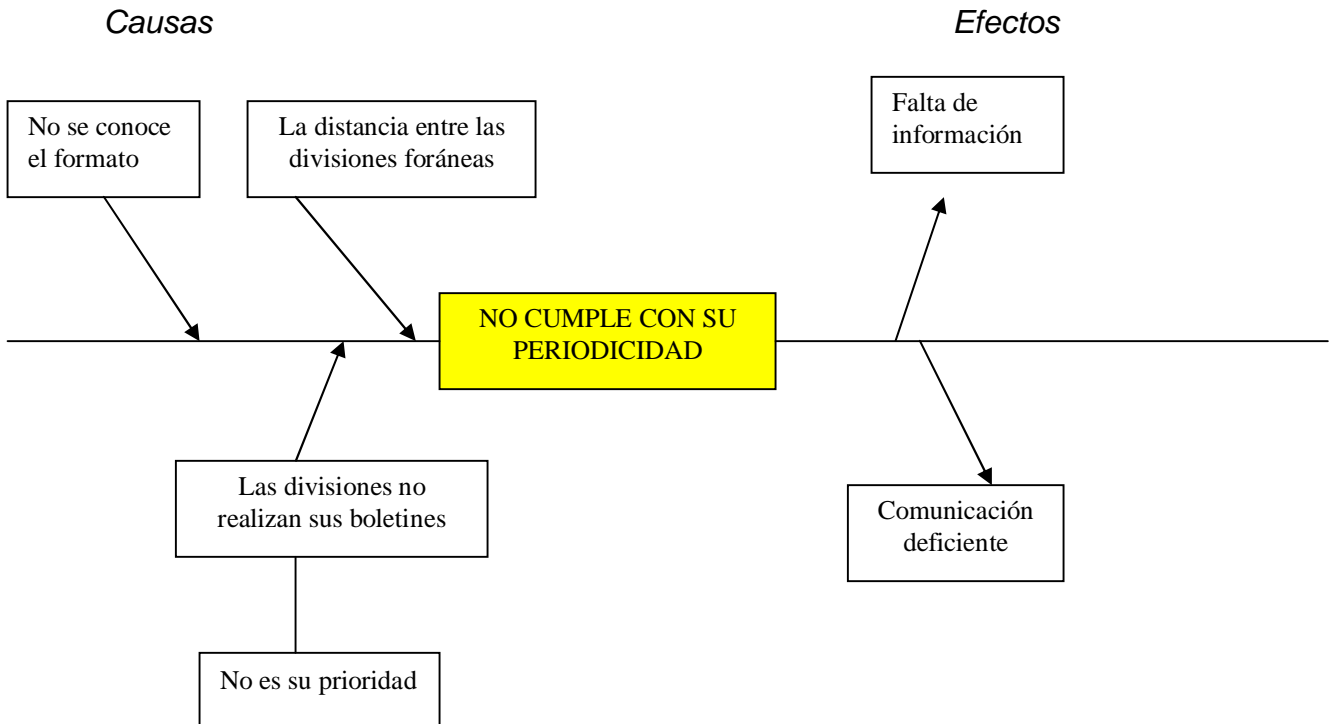 Causas
Efectos
No se conoce
el formato
La distancia entre las
divisiones foráneas
Falta de
información
NO CUMPLE CON SU
PERIODICIDAD
Las divisiones no
realizan sus boletines
Comunicación
deficiente
No es su prioridad